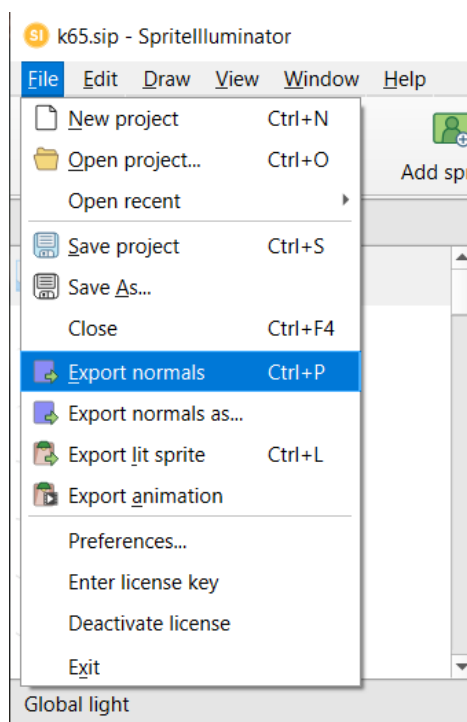 SI k65.sip - SpriteIlluminator
File Edit Draw View Window Help
New project Ctrl+N
Open project... Ctrl+O
Add sp
Open recent
Save project Ctrl+S
Save As...
Close Ctrl+F4
Export normals Ctrl+P
Export normals as...
Export lit sprite Ctrl+L
Export animation
Preferences...
Enter license key
Deactivate license
Exit
Global light